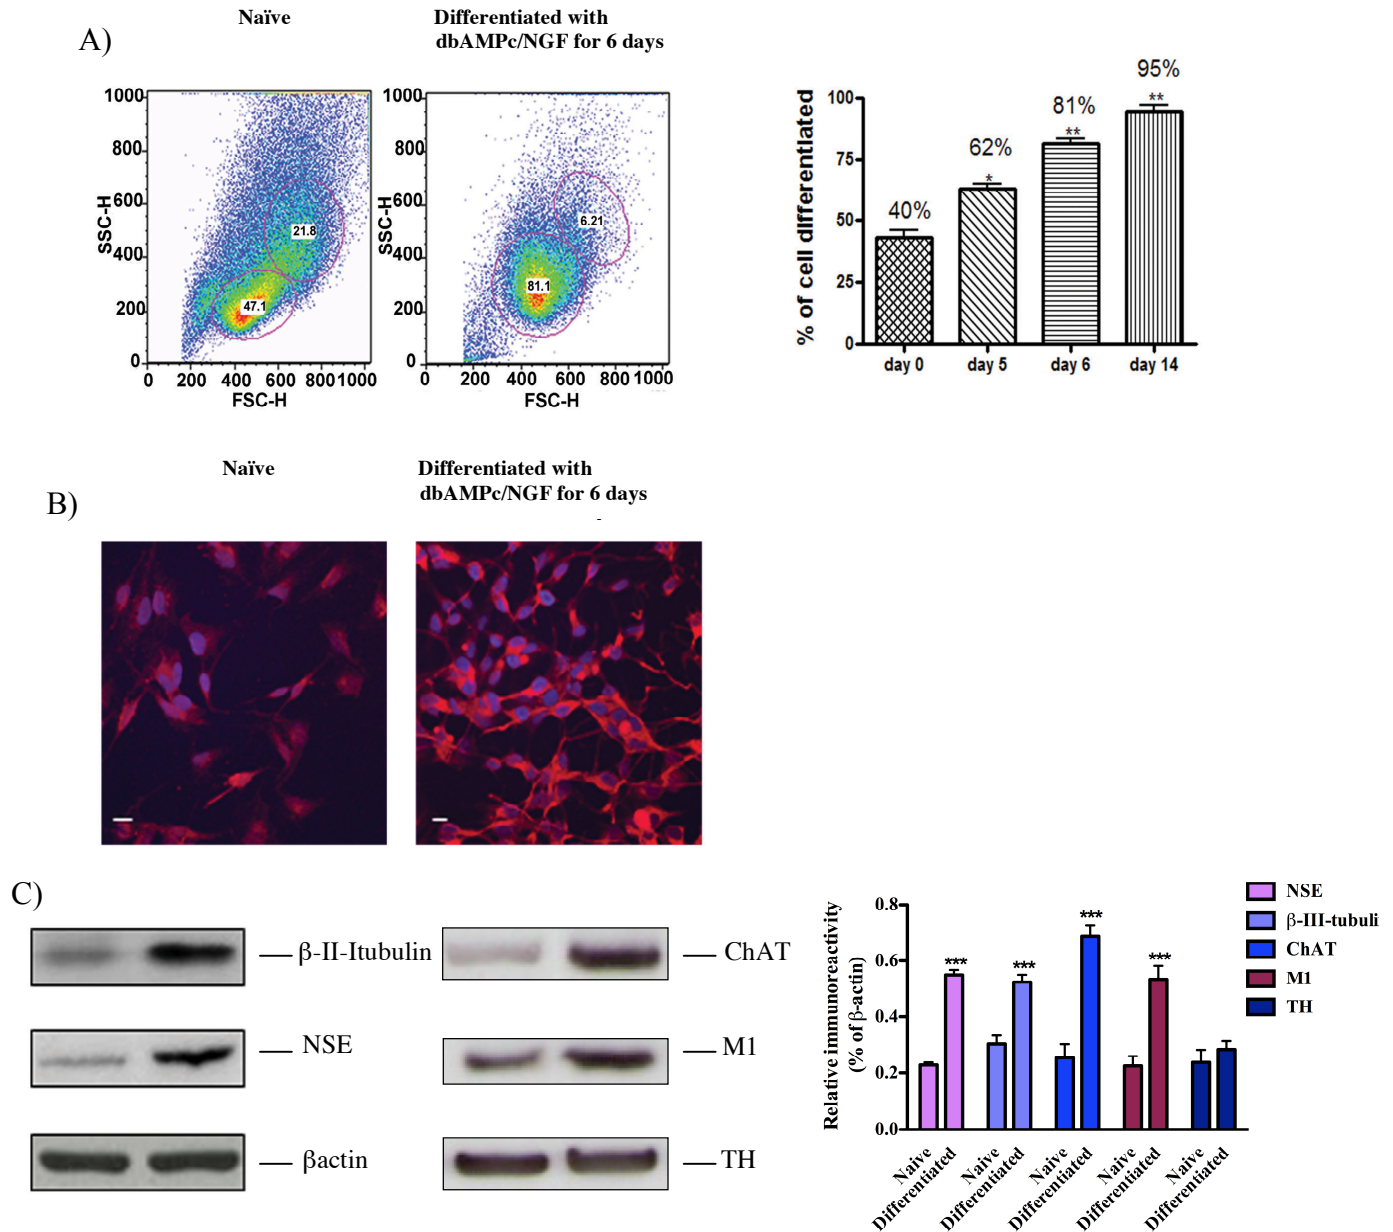 A)
Naïve
Differentiated with
dbAMPc/NGF for 6 days
1000
800
600
400
200
0
SSC-H
21.8
47.1
0 200 400 600 800 1000
FSC-H
1000
800
600
400
200
0
SSC-H
6.21
81.1
0 200 400 600 800 1000
FSC-H
% of cell differentiated
100
75
50
25
0
40%
62%
*
81%
**
95%
**
day 0 day 5 day 6 day 14
B)
Naïve
Differentiated with
dbAMPc/NGF for 6 days
C)
β-II-Itubulin
NSE
βactin
ChAT
M1
TH
Relative immunoreactivity
(% of β-actin)
0.8
0.6
0.4
0.2
0.0
*** *** *** ***
Naive Differentiated Naive Differentiated Naive Differentiated Naive Differentiated Naive Differentiated
NSE
β-III-tubuli
ChAT
M1
TH